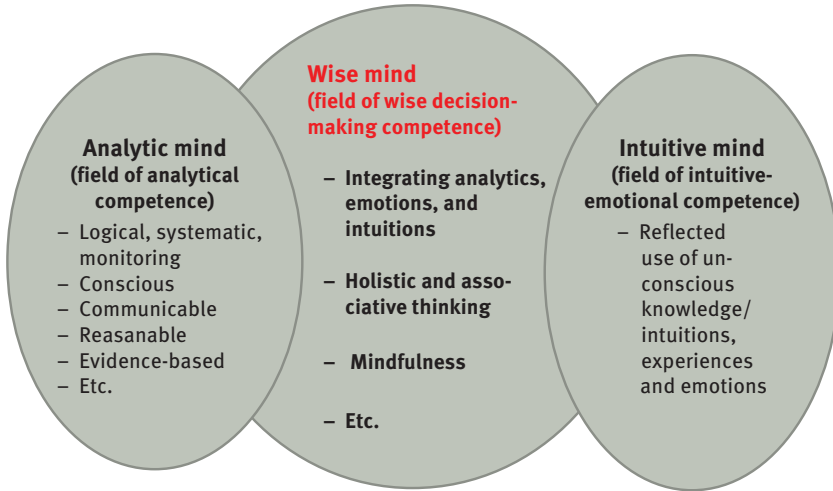 Analytic mind
(field of analytical
competence)
– Logical, systematic,
monitoring
– Conscious
– Communicable
– Reasanable
– Evidence-based
– Etc.
Wise mind
(field of wise decision-
making competence)
– Integrating analytics,
emotions, and
intuitions
– Holistic and asso-
ciative thinking
– Mindfulness
– Etc.
Intuitive mind
(field of intuitive-
emotional competence)
– Reflected
use of un-
conscious
knowledge/
intuitions,
experiences
and emotions